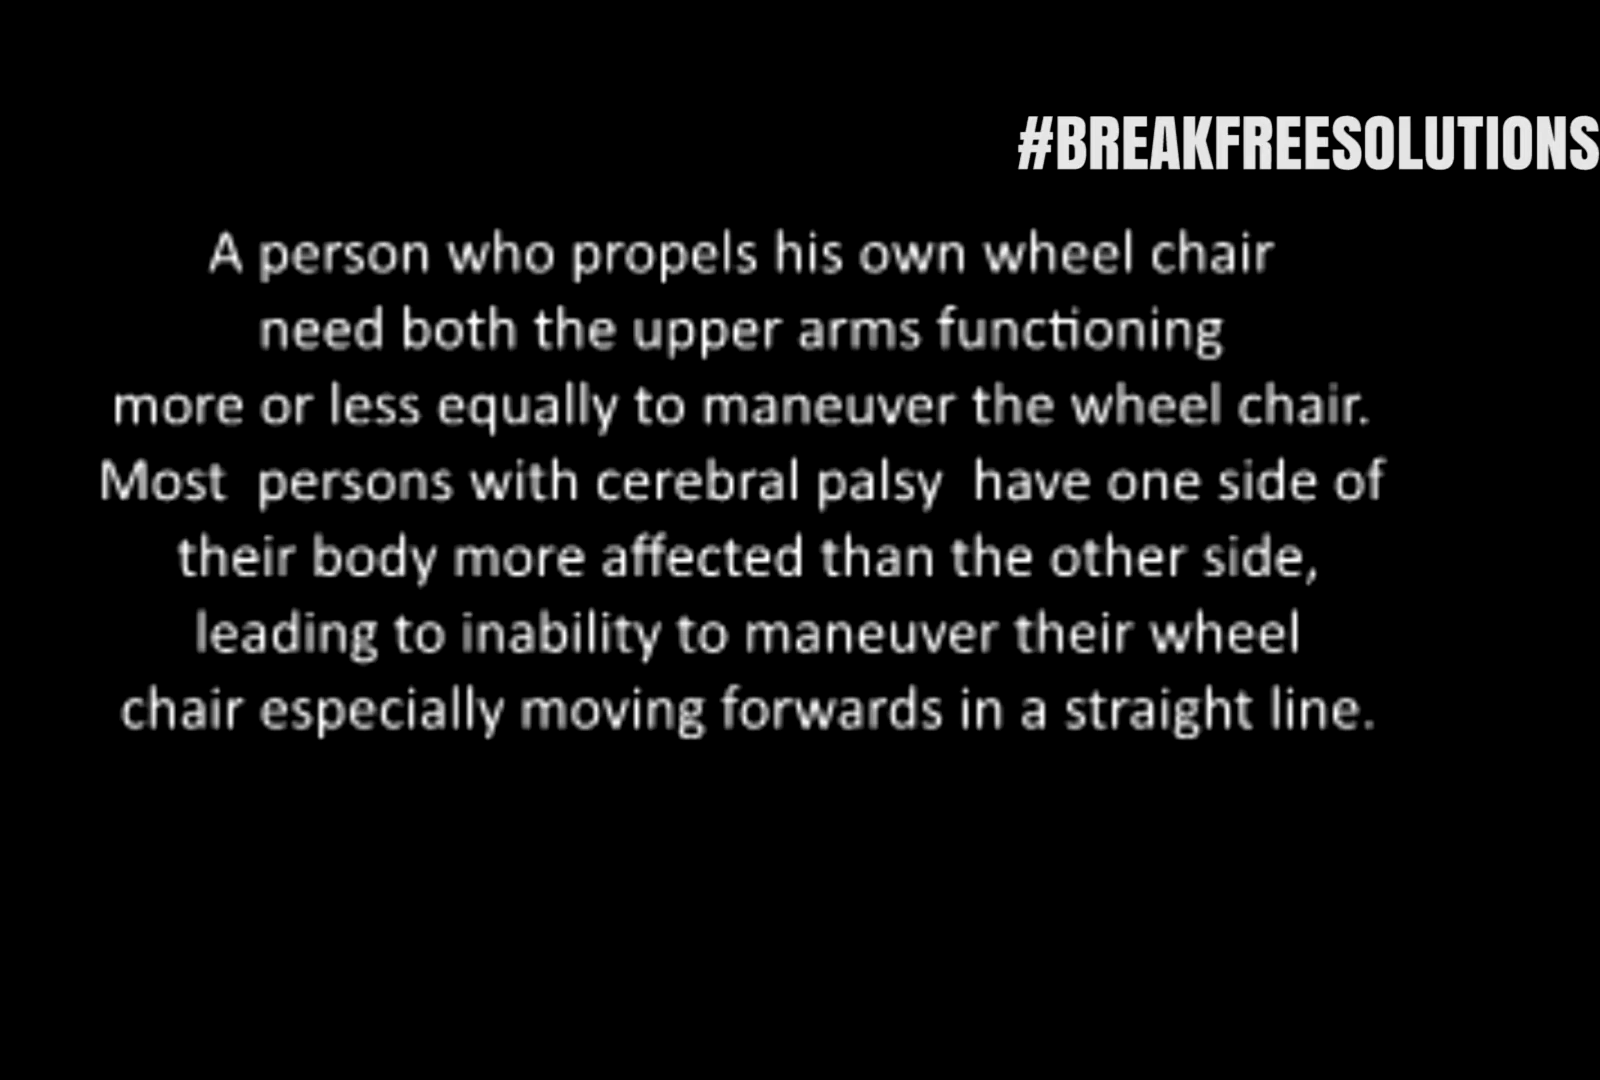 #BREAKFREESOLUTIONS
A person who propels his own wheel chair
need both the upper arms functioning
more or less equally to maneuver the wheel chair.
Most  persons with cerebral palsy  have one side of
their body more affected than the other side,
leading to inability to maneuver their wheel
chair especially moving forwards in a straight line.